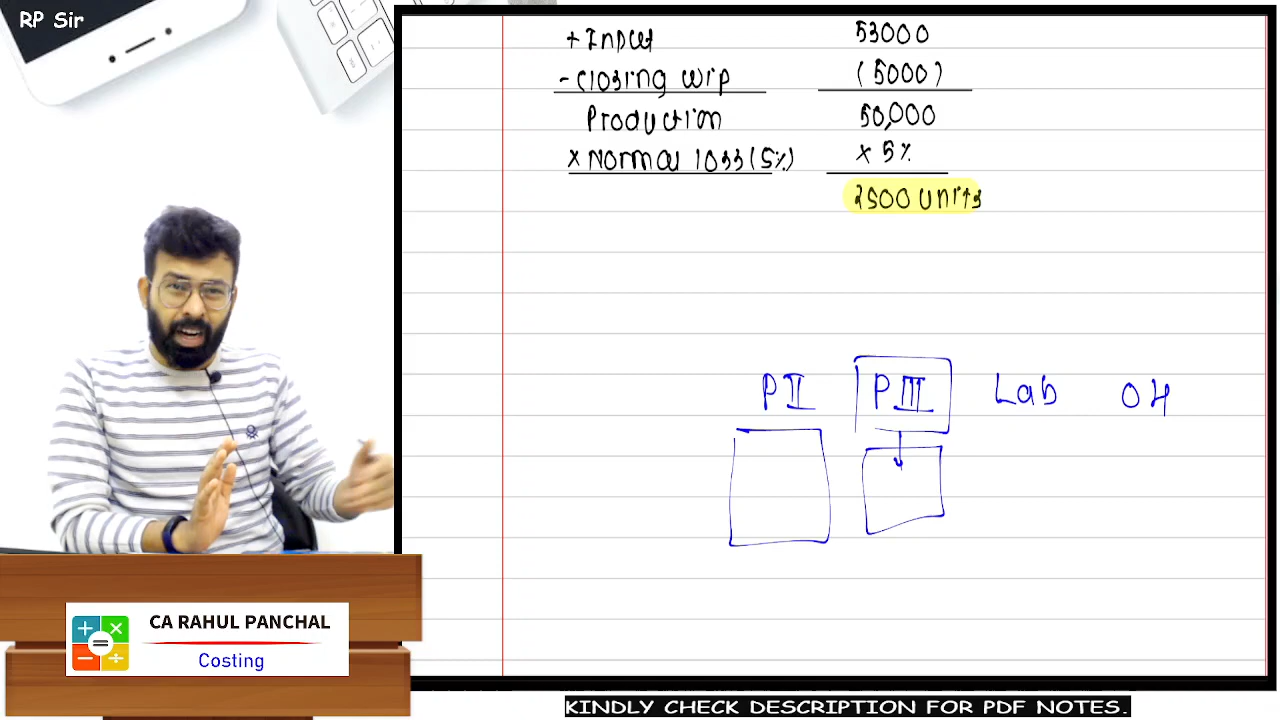 RP Sir
+ Input 53000
- closing wip (5000)
Production 50,000
x Normal loss (5%) x 5%
2500 units
P II P III Lab OH
CA RAHUL PANCHAL
Costing
KINDLY CHECK DESCRIPTION FOR PDF NOTES.